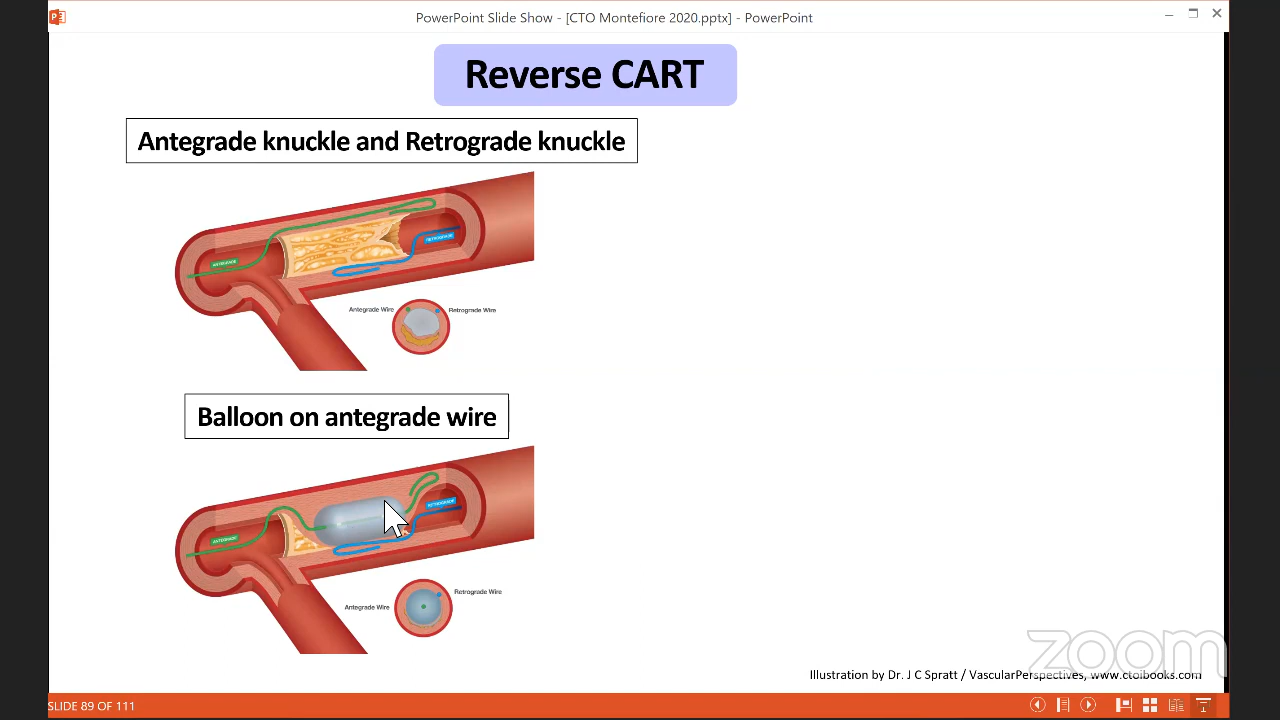 PowerPoint Slide Show - [CTO Montefiore 2020.pptx] - PowerPoint
Reverse CART
Antegrade knuckle and Retrograde knuckle
ANTEGRADE
RETROGRADE
Antegrade Wire
Retrograde Wire
Balloon on antegrade wire
ANTEGRADE
RETROGRADE
Retrograde Wire
Antegrade Wire
zoom
Illustration by Dr. J C Spratt / VascularPerspectives, www.ctoibooks.com
SLIDE 89 OF 111